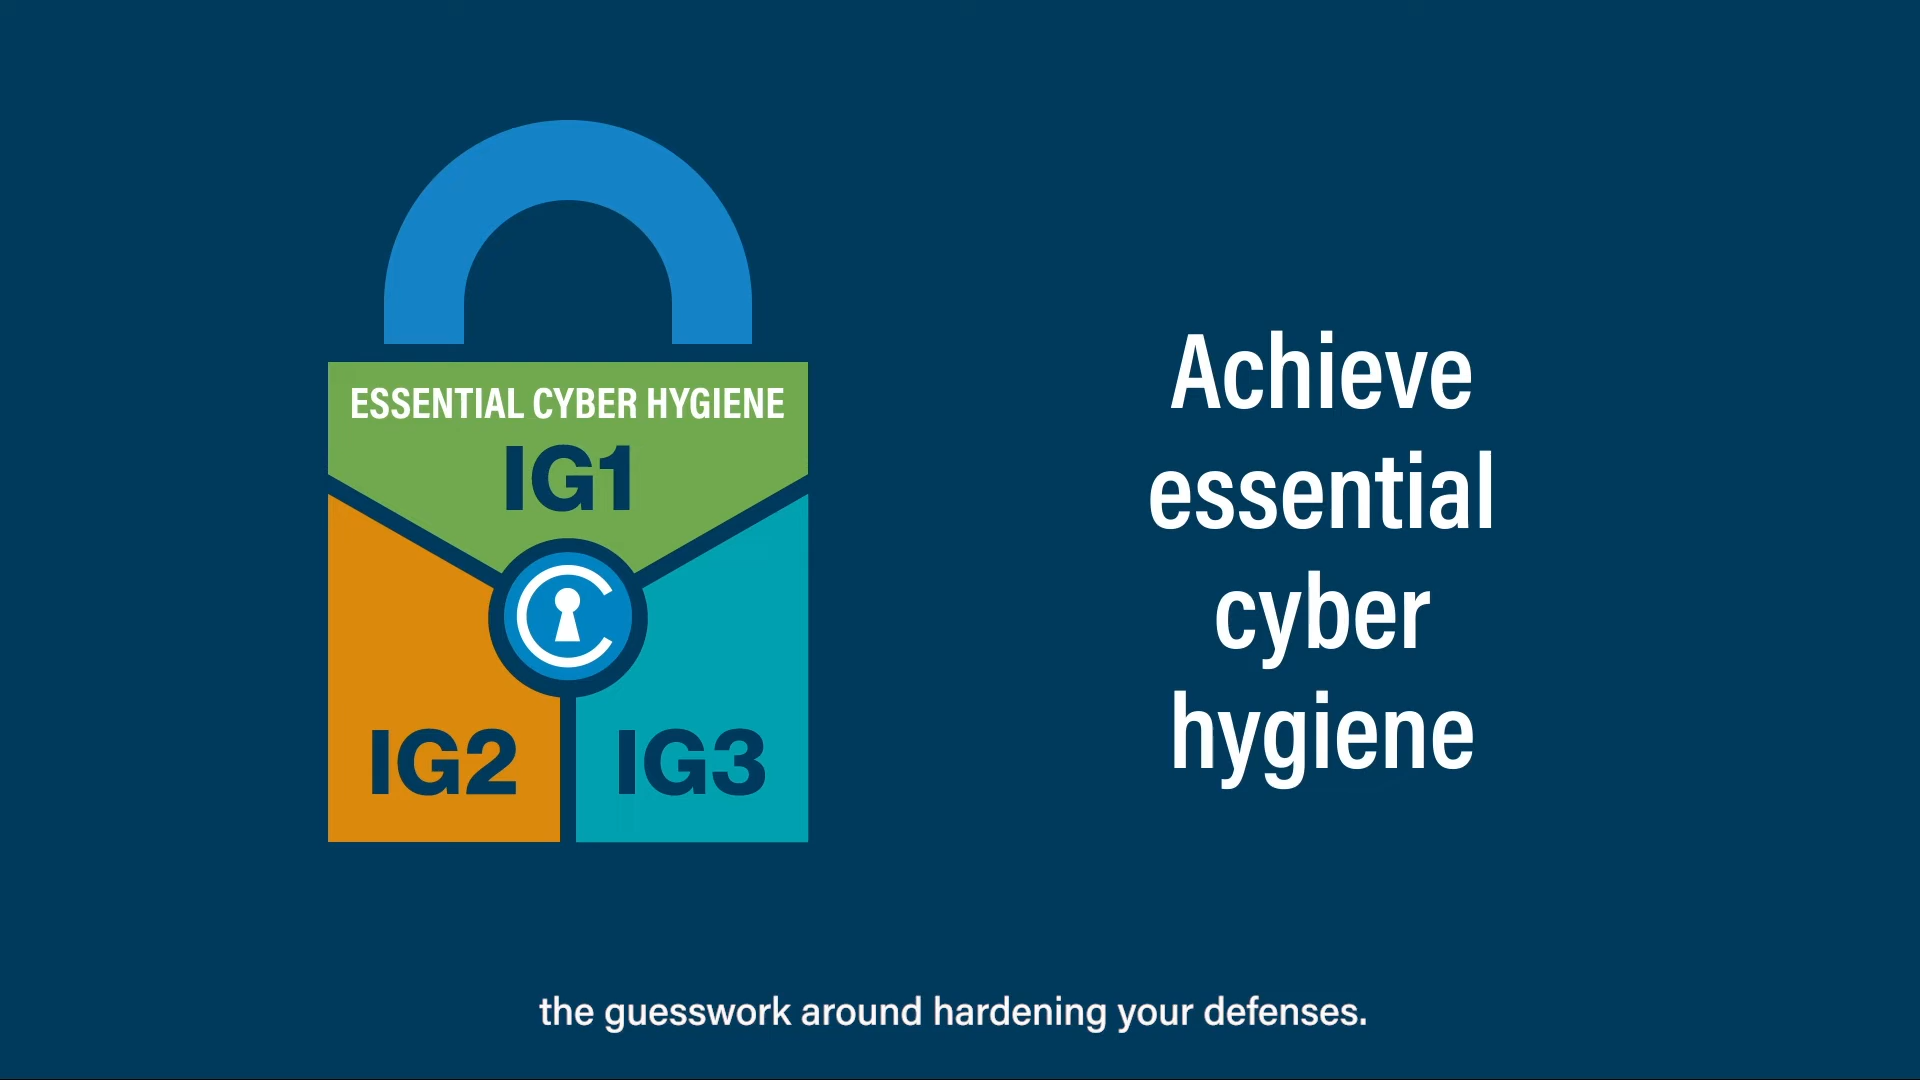 ESSENTIAL CYBER HYGIENE
IG1
IG2
IG3
Achieve
essential
cyber
hygiene
the guesswork around hardening your defenses.